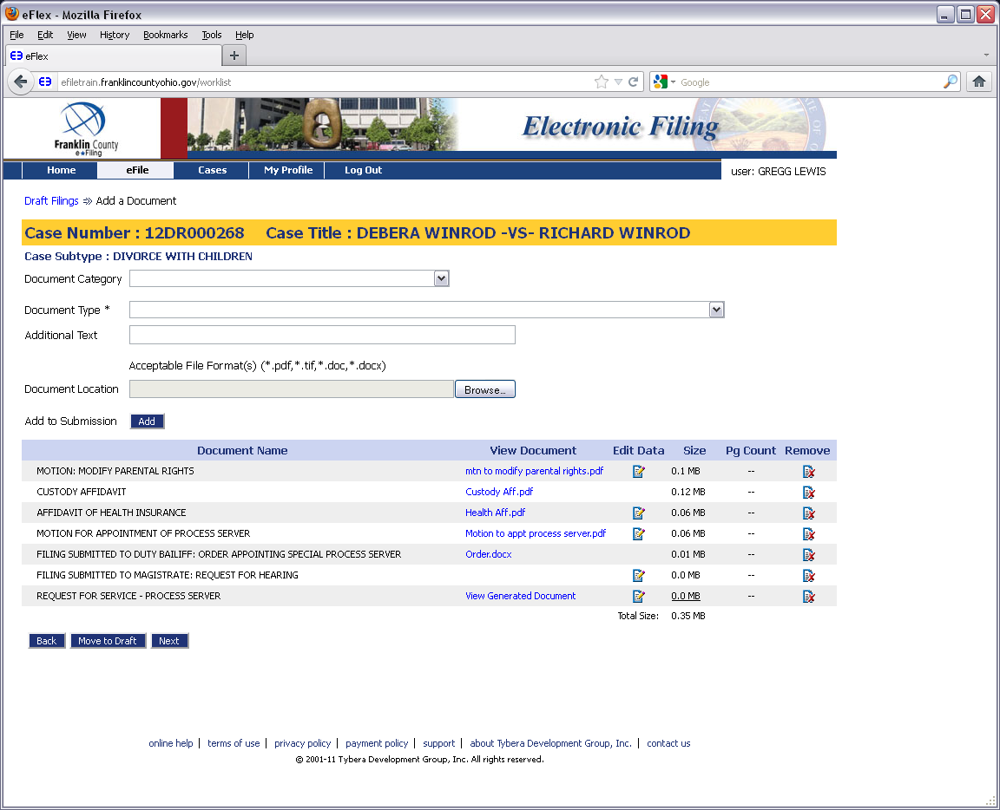 eFlex - Mozilla Firefox
File Edit View History Bookmarks Tools Help
eFlex
efiletrain.franklincountyohio.gov/worklist Google
Franklin County
e Filing
Electronic Filing
Home eFile Cases My Profile Log Out user: GREGG LEWIS
Draft Filings ⇒ Add a Document
Case Number : 12DR000268 Case Title : DEBERA WINROD -VS- RICHARD WINROD
Case Subtype : DIVORCE WITH CHILDREN
Document Category
Document Type *
Additional Text
Acceptable File Format(s) (*.pdf,*.tif,*.doc,*.docx)
Document Location Browse...
Add to Submission Add
Document Name View Document Edit Data Size Pg Count Remove
MOTION: MODIFY PARENTAL RIGHTS mtn to modify parental rights.pdf 0.1 MB --
CUSTODY AFFIDAVIT Custody Aff.pdf 0.12 MB --
AFFIDAVIT OF HEALTH INSURANCE Health Aff.pdf 0.06 MB --
MOTION FOR APPOINTMENT OF PROCESS SERVER Motion to appt process server.pdf 0.06 MB --
FILING SUBMITTED TO DUTY BAILIFF: ORDER APPOINTING SPECIAL PROCESS SERVER Order.docx 0.01 MB --
FILING SUBMITTED TO MAGISTRATE: REQUEST FOR HEARING 0.0 MB --
REQUEST FOR SERVICE - PROCESS SERVER View Generated Document 0.0 MB --
Total Size: 0.35 MB
Back Move to Draft Next
online help | terms of use | privacy policy | payment policy | support | about Tybera Development Group, Inc. | contact us
© 2001-11 Tybera Development Group, Inc. All rights reserved.